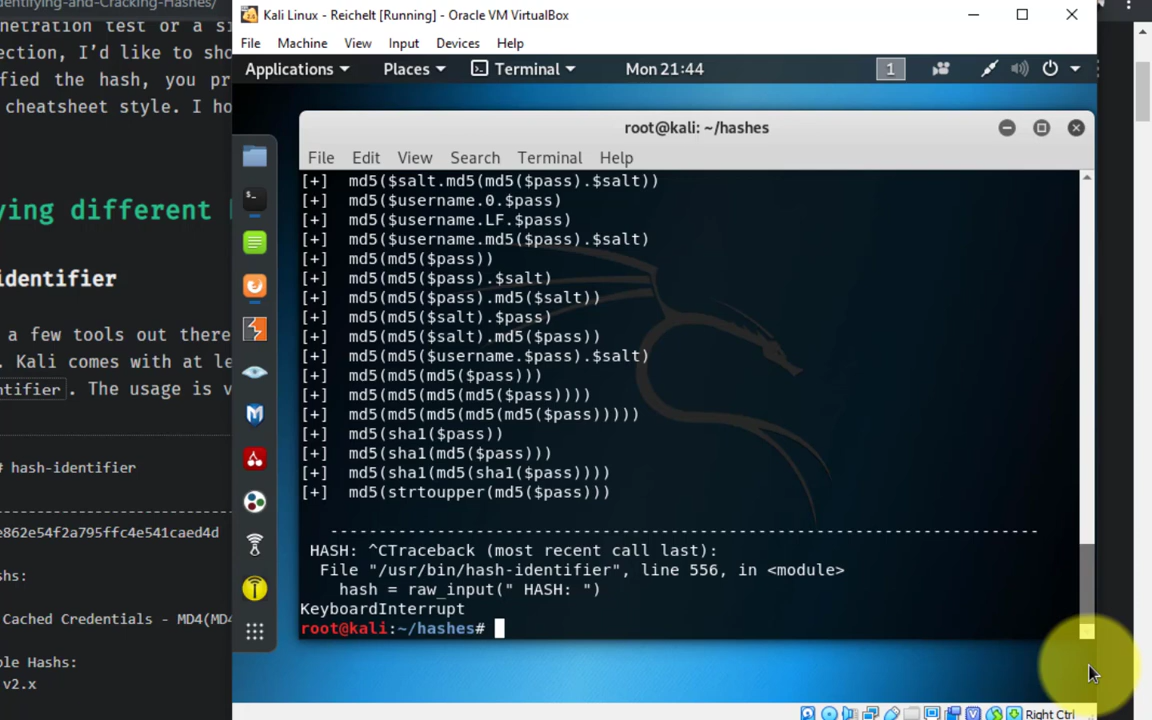 dentifying-and-Cracking-Hashes/
netration test or a si
ection, I'd like to sho
fied the hash, you pr
cheatsheet style. I ho
ying different
identifier
a few tools out there
. Kali comes with at le
ntifier . The usage is v
# hash-identifier
e862e54f2a795ffc4e541caed4d
shs:
Cached Credentials - MD4(MD4
ble Hashs:
v2.x
Kali Linux - Reichelt [Running] - Oracle VM VirtualBox
File Machine View Input Devices Help
Applications Places Terminal Mon 21:44 1
root@kali: ~/hashes
File Edit View Search Terminal Help
[+] md5($salt.md5(md5($pass).$salt))
[+] md5($username.0.$pass)
[+] md5($username.LF.$pass)
[+] md5($username.md5($pass).$salt)
[+] md5(md5($pass))
[+] md5(md5($pass).$salt)
[+] md5(md5($pass).md5($salt))
[+] md5(md5($salt).$pass)
[+] md5(md5($salt).md5($pass))
[+] md5(md5($username.$pass).$salt)
[+] md5(md5(md5($pass)))
[+] md5(md5(md5(md5($pass))))
[+] md5(md5(md5(md5(md5($pass)))))
[+] md5(sha1($pass))
[+] md5(sha1(md5($pass)))
[+] md5(sha1(md5(sha1($pass))))
[+] md5(strtoupper(md5($pass)))
-------------------------------------------------------------------------
HASH: ^CTraceback (most recent call last):
File "/usr/bin/hash-identifier", line 556, in <module>
hash = raw_input(" HASH: ")
KeyboardInterrupt
root@kali:~/hashes#
Right Ctrl